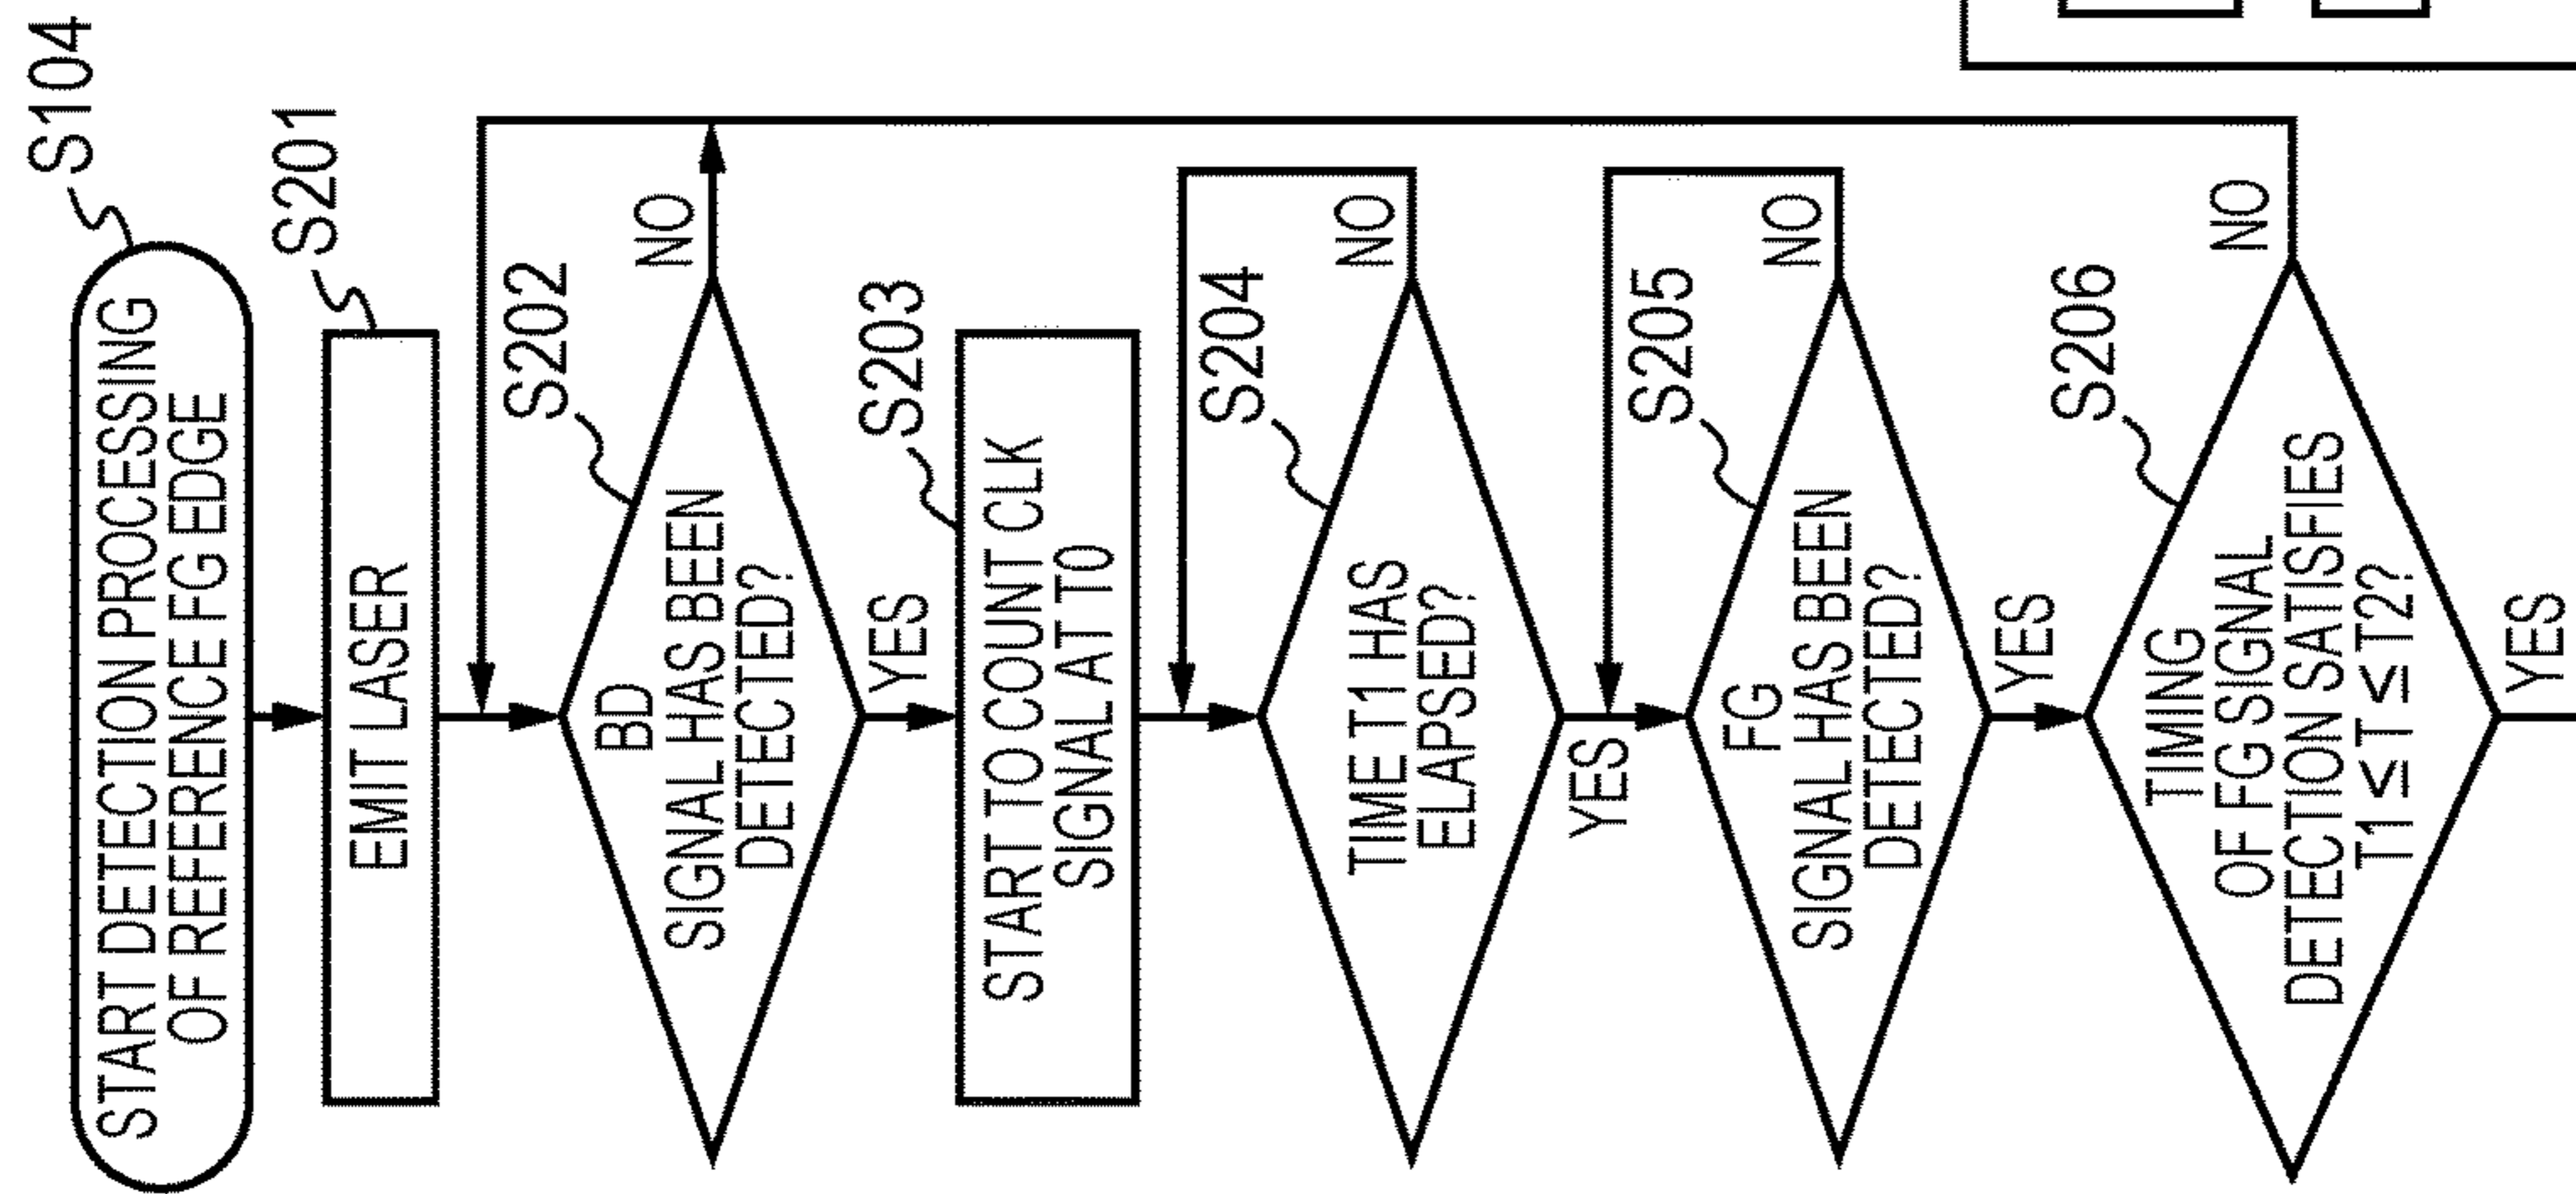 S104
START DETECTION PROCESSING
OF REFERENCE FG EDGE
S201
EMIT LASER
S202
BD
SIGNAL HAS BEEN
DETECTED?
NO
YES
S203
START TO COUNT CLK
SIGNAL AT T0
S204
TIME T1 HAS
ELAPSED?
NO
YES
S205
FG
SIGNAL HAS BEEN
DETECTED?
NO
YES
S206
TIMING
OF FG SIGNAL
DETECTION SATISFIES
T1 ≤ T ≤ T2?
NO
YES